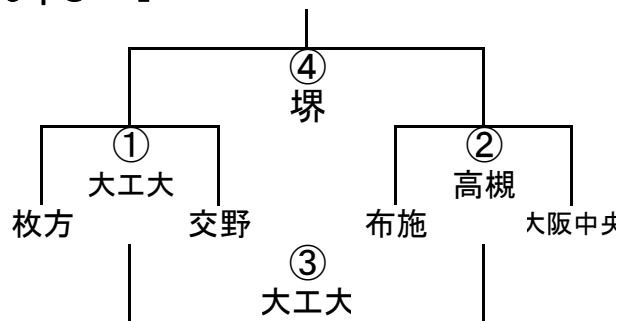 ④
堺
① ②
大工大 高槻
枚方 交野 布施 大阪中央
③
大工大